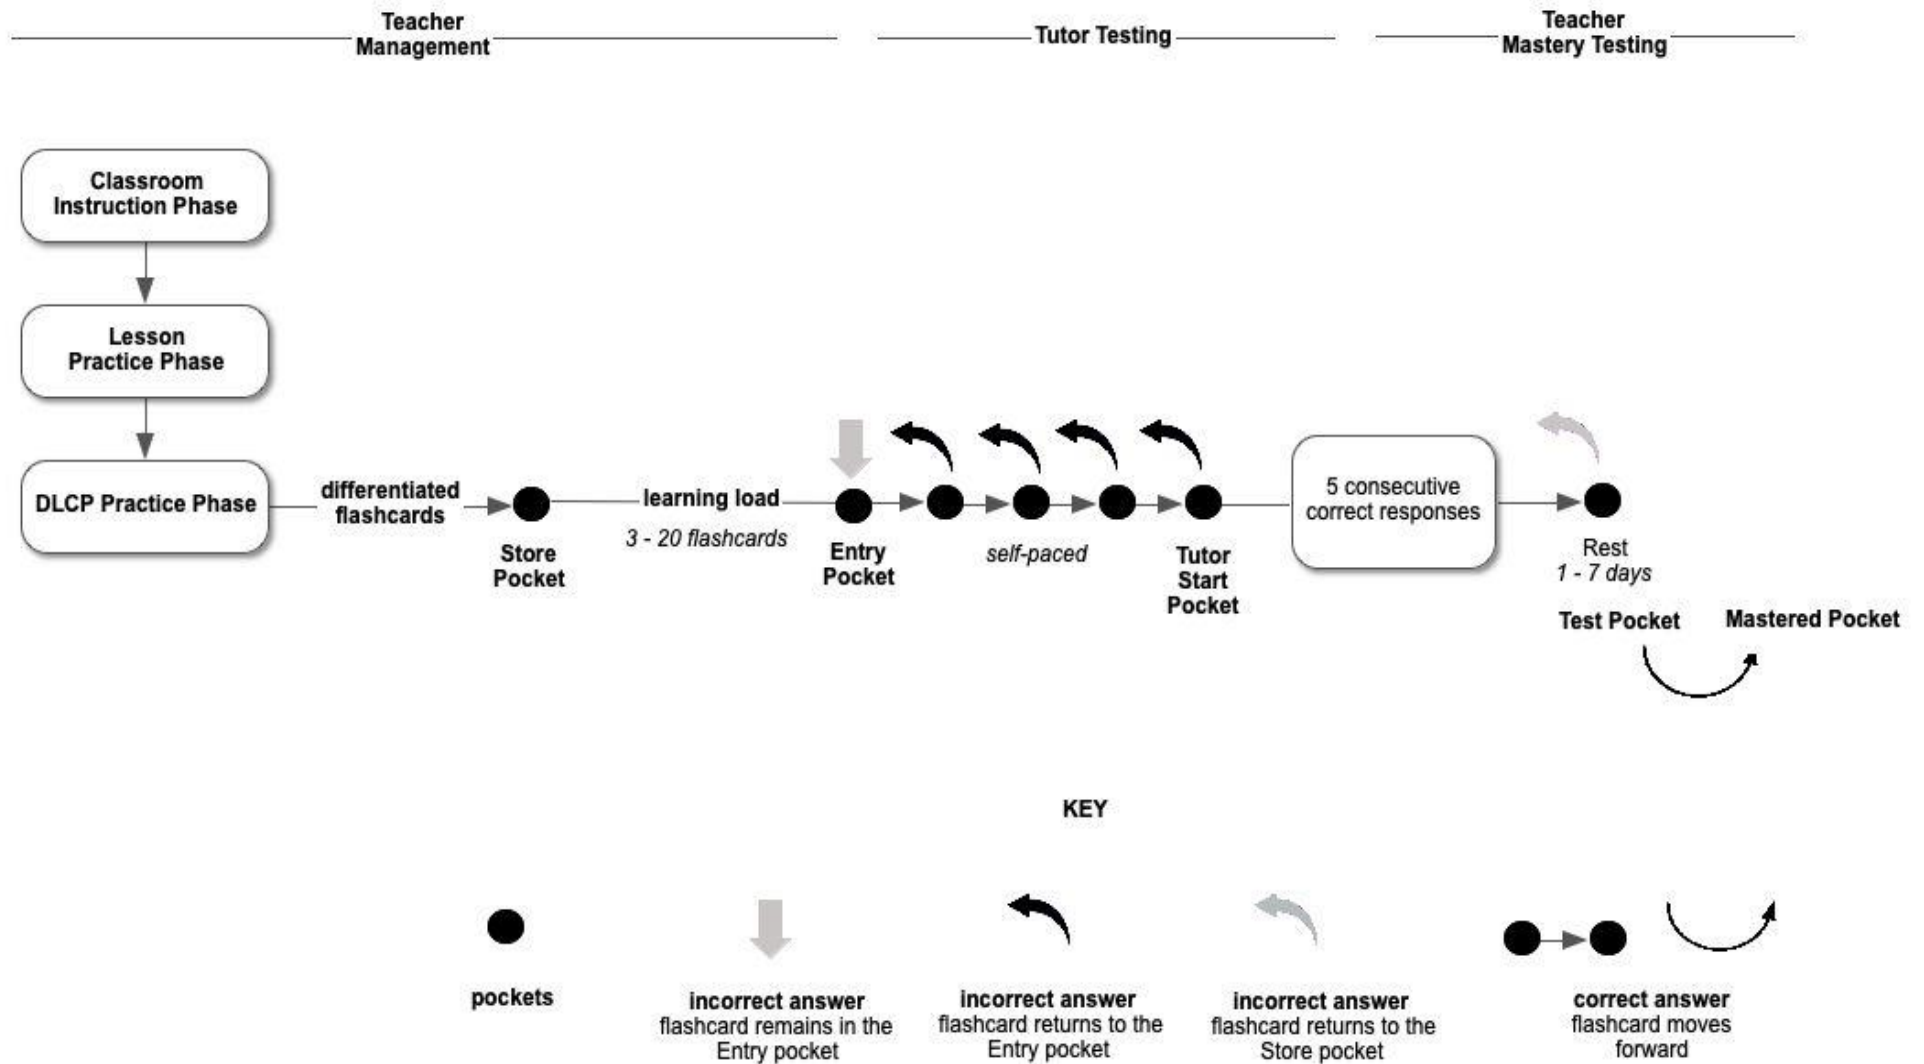 Teacher
Management
Tutor Testing
Teacher
Mastery Testing
Classroom
Instruction Phase
Lesson
Practice Phase
DLCP Practice Phase
differentiated
flashcards
Store
Pocket
learning load
3 - 20 flashcards
Entry
Pocket
self-paced
Tutor
Start
Pocket
5 consecutive
correct responses
Rest
1 - 7 days
Test Pocket
Mastered Pocket
KEY
pockets
incorrect answer
flashcard remains in the
Entry pocket
incorrect answer
flashcard returns to the
Entry pocket
incorrect answer
flashcard returns to the
Store pocket
correct answer
flashcard moves
forward